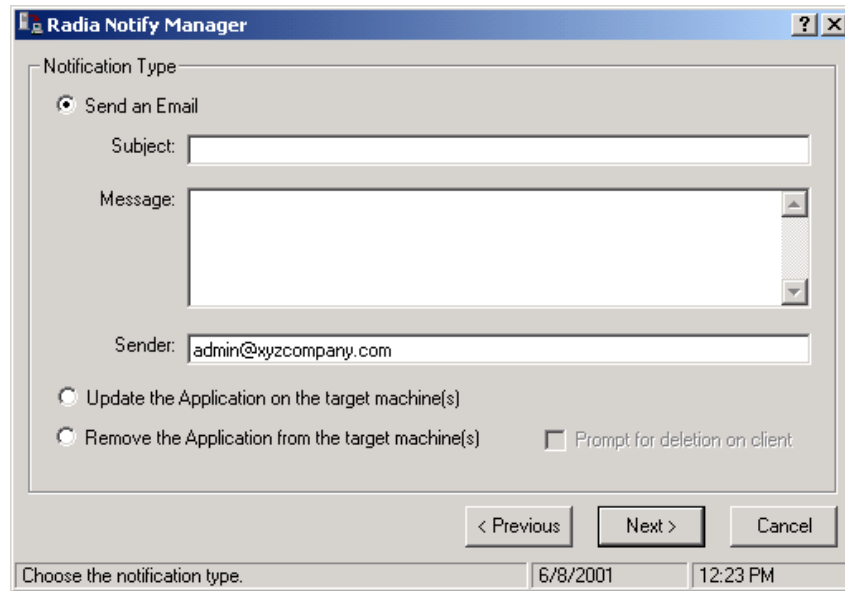 Radia Notify Manager
Notification Type
Send an Email
Subject:
Message:
Sender: admin@xyzcompany.com
Update the Application on the target machine(s)
Remove the Application from the target machine(s) Prompt for deletion on client
< Previous Next > Cancel
Choose the notification type. 6/8/2001 12:23 PM